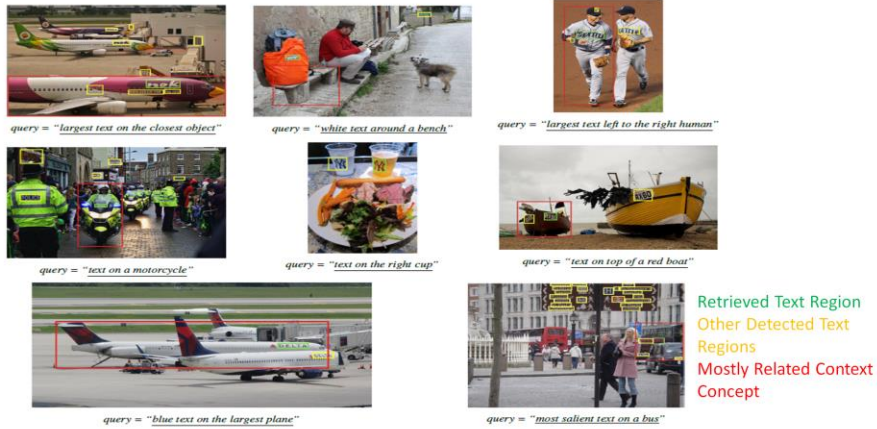 query = "largest text on the closest object"
query = "white text around a bench"
query = "largest text left to the right human"
POLICE
query = "text on a motorcycle"
query = "text on the right cup"
query = "text on top of a red boat"
DELTA
query = "blue text on the largest plane"
query = "most salient text on a bus"
Retrieved Text Region
Other Detected Text
Regions
Mostly Related Context
Concept